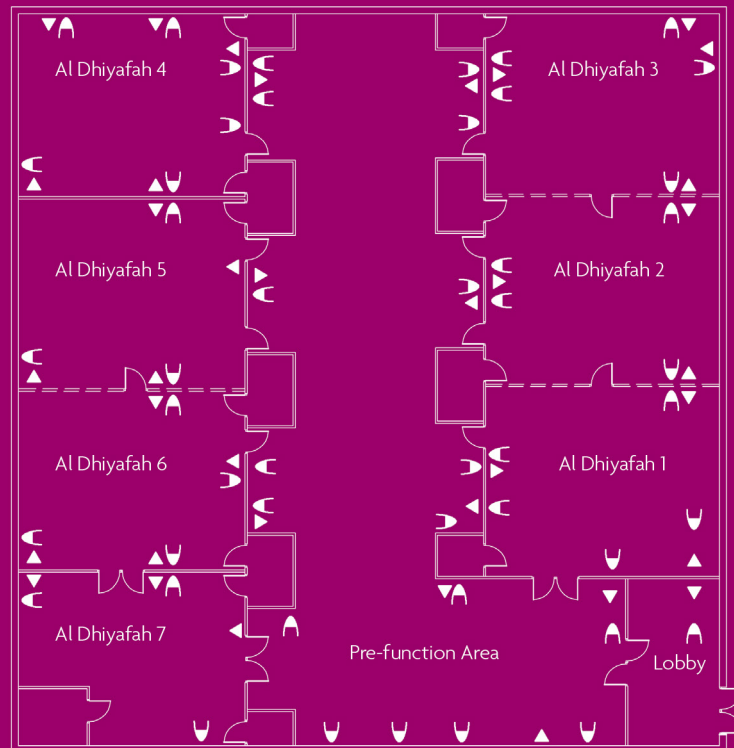 Al Dhiyafah 4
Al Dhiyafah 3
Al Dhiyafah 5
Al Dhiyafah 2
Al Dhiyafah 6
Al Dhiyafah 1
Al Dhiyafah 7
Pre-function Area
Lobby